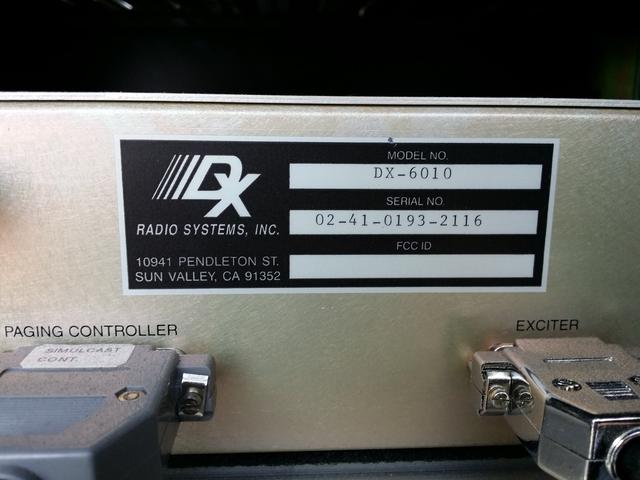 DX
RADIO SYSTEMS, INC.
10941 PENDLETON ST.
SUN VALLEY, CA 91352
MODEL NO.
DX-6010
SERIAL NO.
02-41-0193-2116
FCC ID
PAGING CONTROLLER
SIMULCAST
CONT.
EXCITER